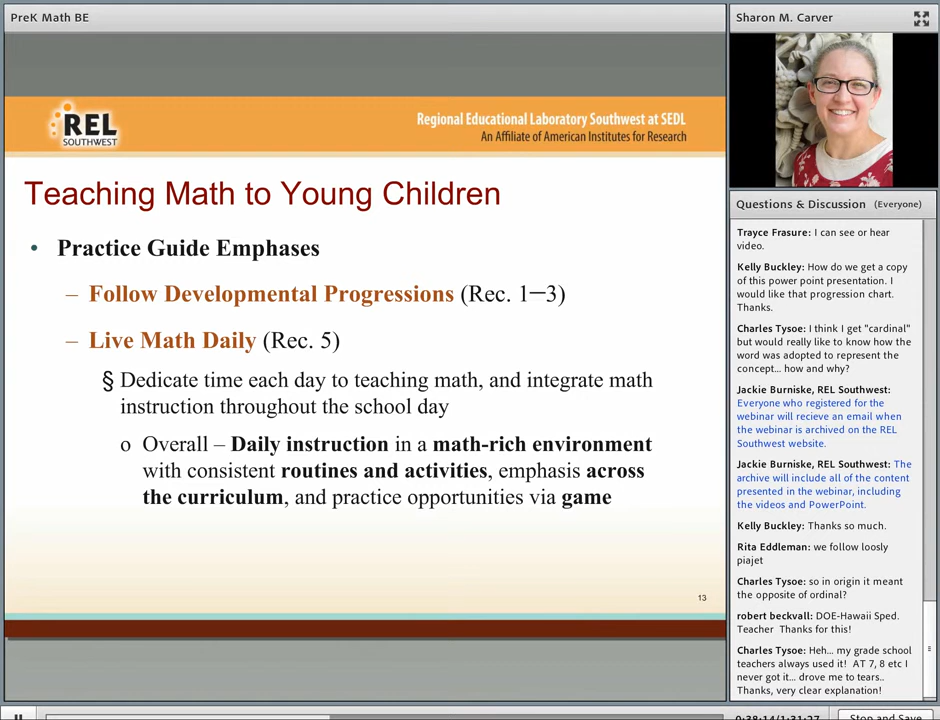 PreK Math BE
REL
SOUTHWEST
Regional Educational Laboratory Southwest at SEDL
An Affiliate of American Institutes for Research
Teaching Math to Young Children
• Practice Guide Emphases
– Follow Developmental Progressions (Rec. 1–3)
– Live Math Daily (Rec. 5)
§ Dedicate time each day to teaching math, and integrate math
instruction throughout the school day
o Overall – Daily instruction in a math-rich environment
with consistent routines and activities, emphasis across
the curriculum, and practice opportunities via game
13
Sharon M. Carver
Questions & Discussion (Everyone)
Trayce Frasure: I can see or hear
video.
Kelly Buckley: How do we get a copy
of this power point presentation. I
would like that progression chart.
Thanks.
Charles Tysoe: I think I get "cardinal"
but would really like to know how the
word was adopted to represent the
concept... how and why?
Jackie Burniske, REL Southwest:
Everyone who registered for the
webinar will recieve an email when
the webinar is archived on the REL
Southwest website.
Jackie Burniske, REL Southwest: The
archive will include all of the content
presented in the webinar, including
the videos and PowerPoint.
Kelly Buckley: Thanks so much.
Rita Eddleman: we follow loosly
piajet
Charles Tysoe: so in origin it meant
the opposite of ordinal?
robert beckvall: DOE-Hawaii Sped.
Teacher Thanks for this!
Charles Tysoe: Heh... my grade school
teachers always used it! AT 7, 8 etc I
never got it... drove me to tears..
Thanks, very clear explanation!
0:38:14/1:31:27
Stop and Save